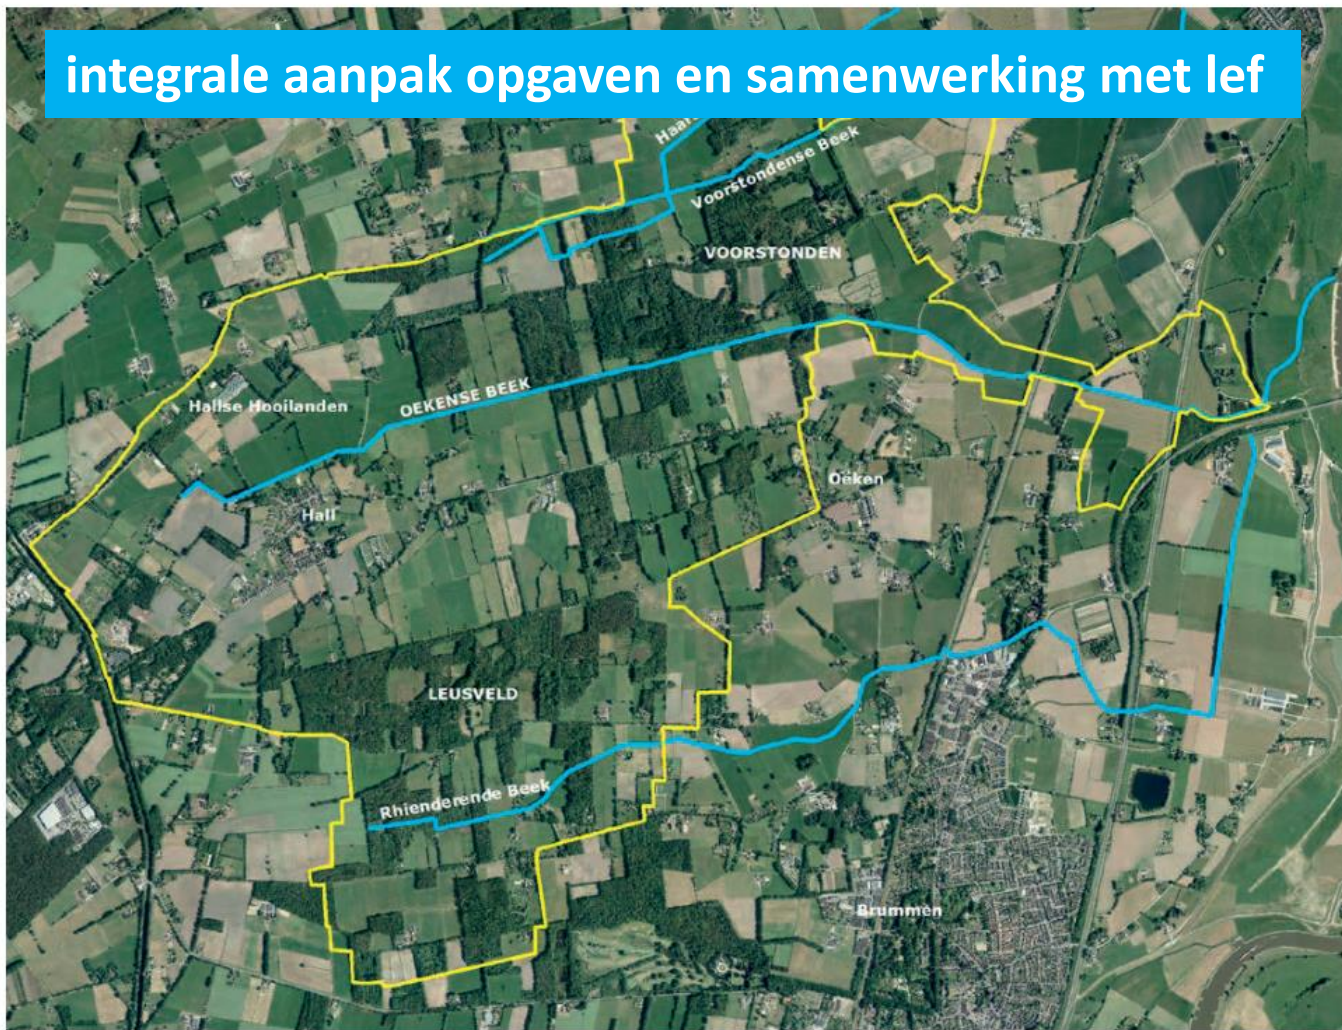 integrale aanpak opgaven en samenwerking met lef
Voorstondense Beek
VOORSTONDEN
OEKENSE BEEK
Hallse Hooilanden
Oeken
Hall
LEUSVELD
Rhienderende Beek
Brummen